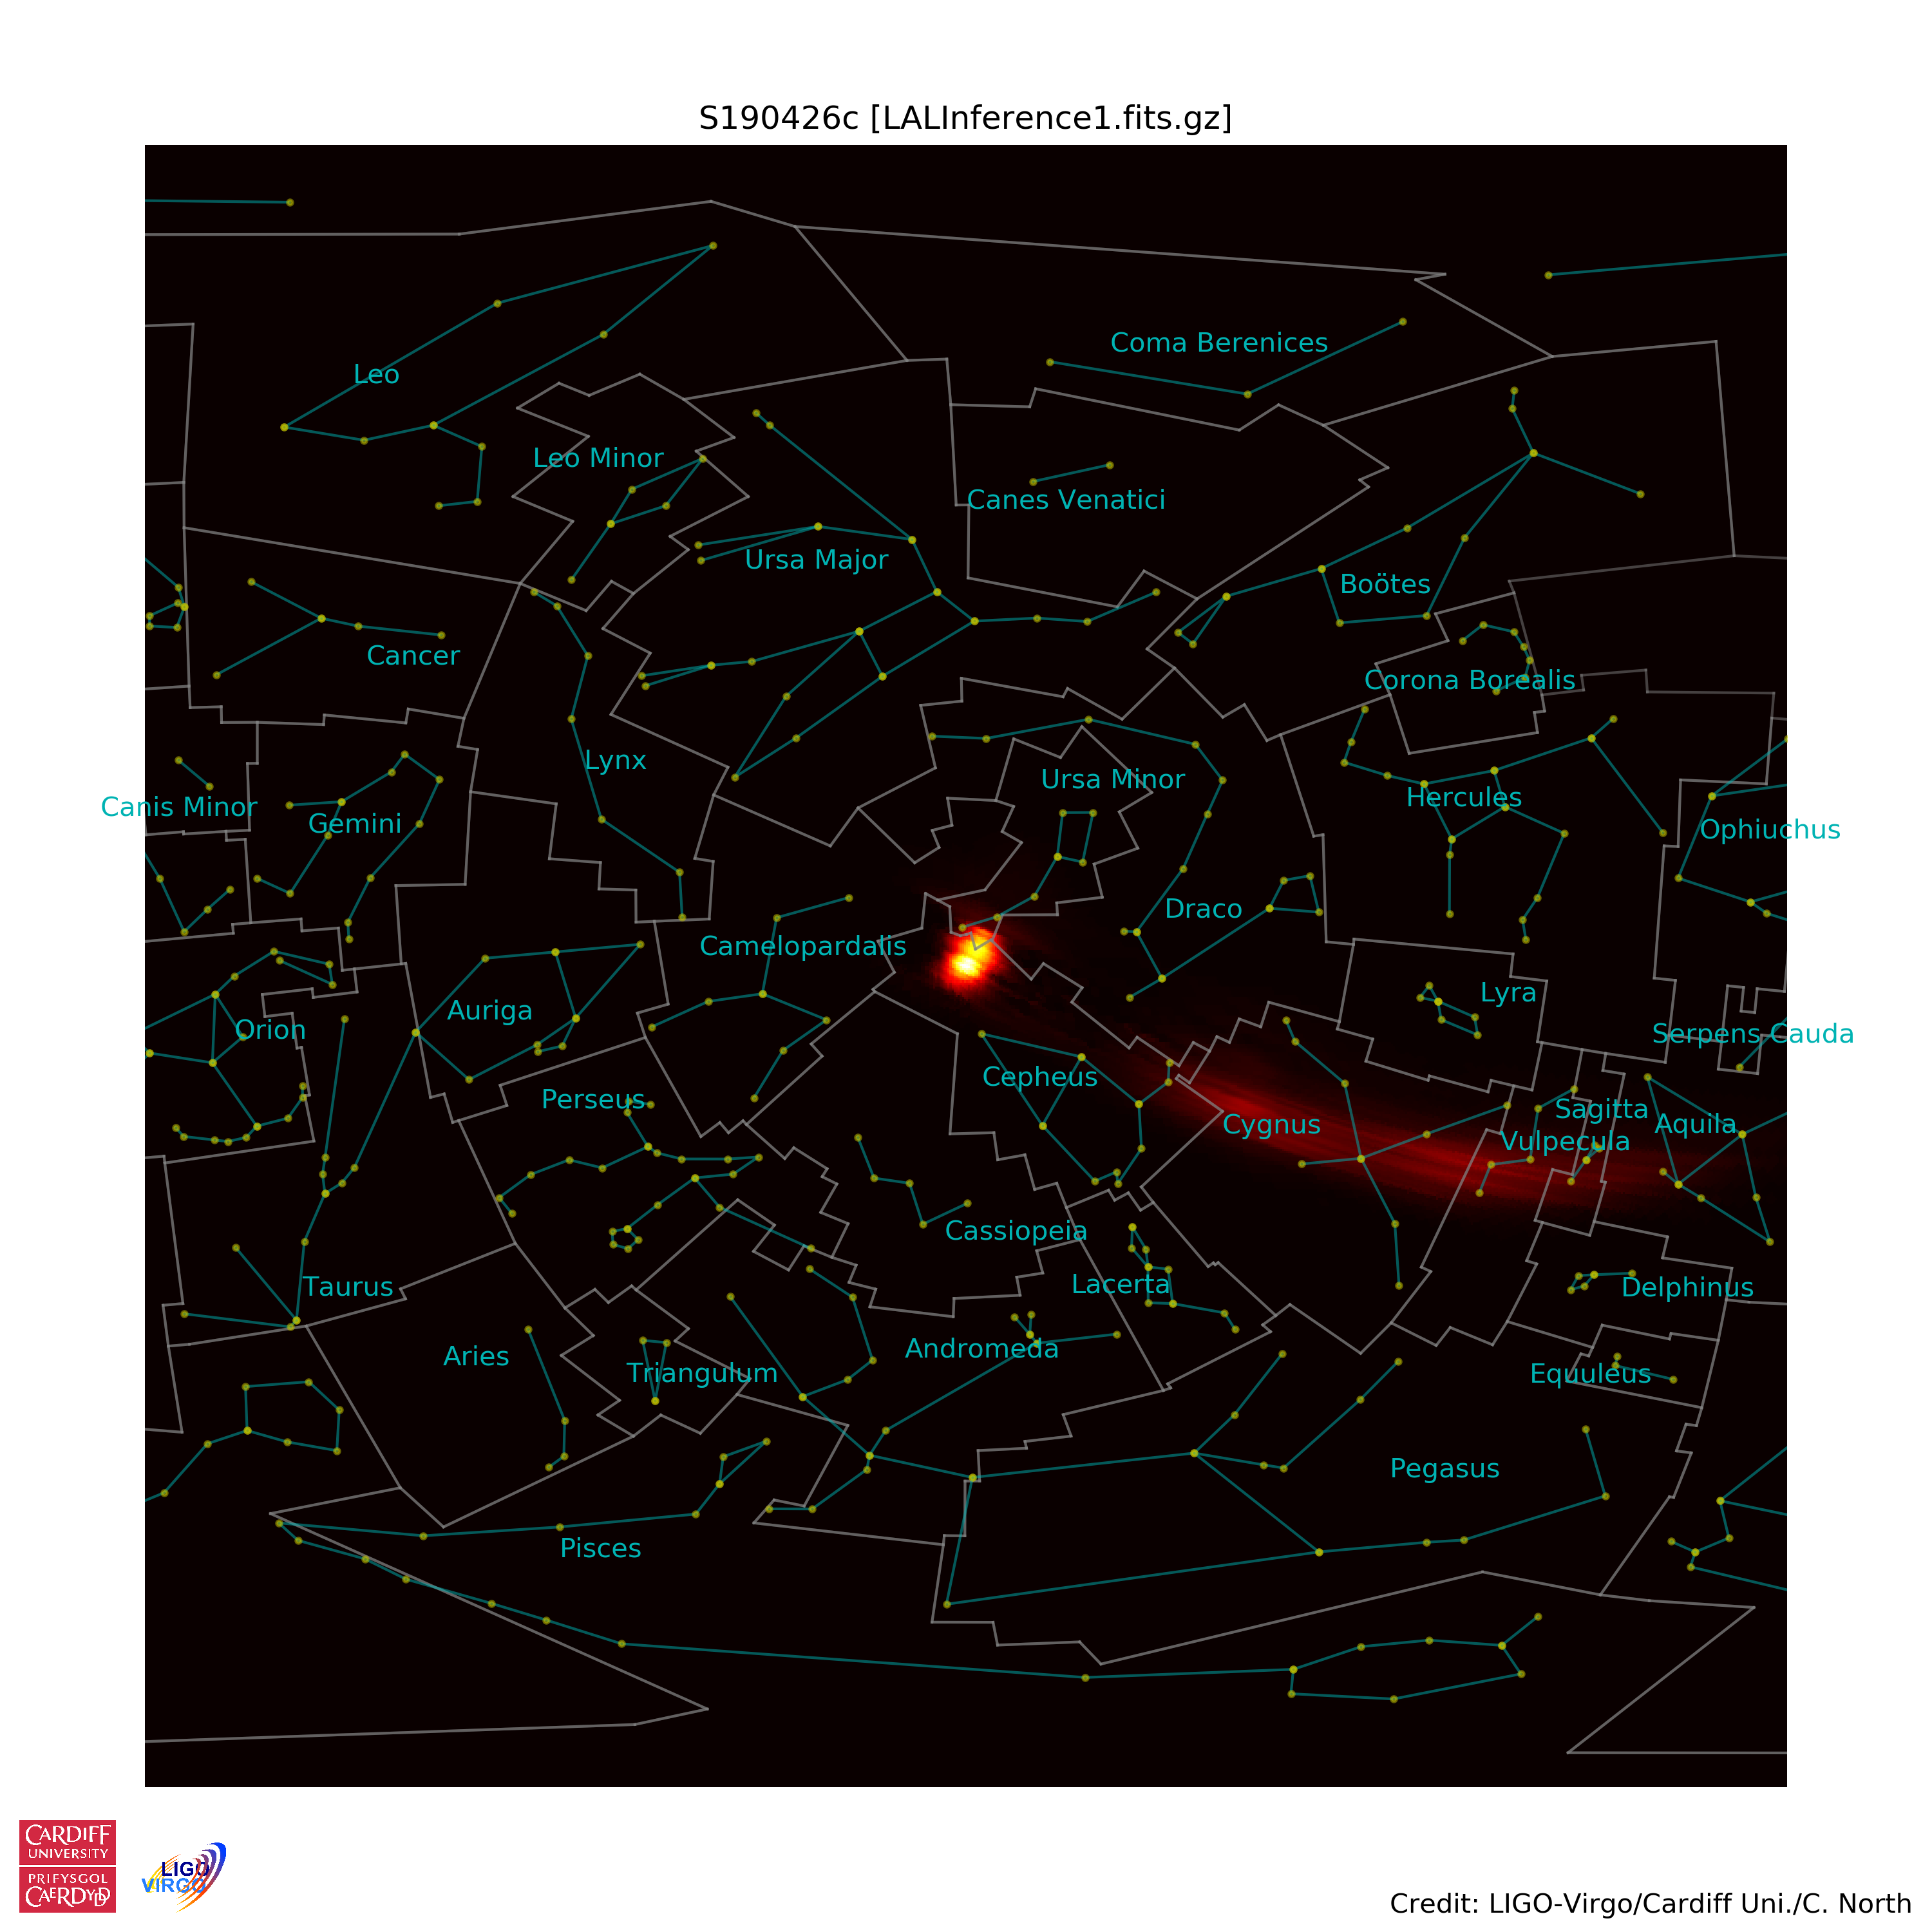 S190426c [LALInference1.fits.gz]
Coma Berenices
Leo
Leo Minor
Canes Venatici
Ursa Major
Boötes
Cancer
Corona Borealis
Lynx
Ursa Minor
Canis Minor
Gemini
Hercules
Ophiuchus
Draco
Camelopardalis
Lyra
Auriga
Orion
Serpens Cauda
Cepheus
Perseus
Sagitta
Cygnus
Aquila
Vulpecula
Cassiopeia
Taurus
Lacerta
Delphinus
Aries
Andromeda
Triangulum
Equuleus
Pegasus
Pisces
CARDIFF
UNIVERSITY
PRIFYSGOL
CAERDYDD
LIGO
VIRGO
Credit: LIGO-Virgo/Cardiff Uni./C. North